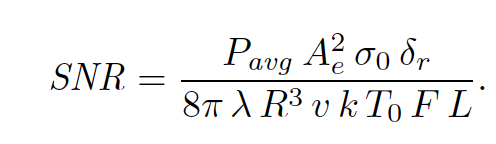 SNR = \frac{P_{avg} A_e^2 \sigma_0 \delta_r}{8\pi \lambda R^3 v k T_0 F L}.